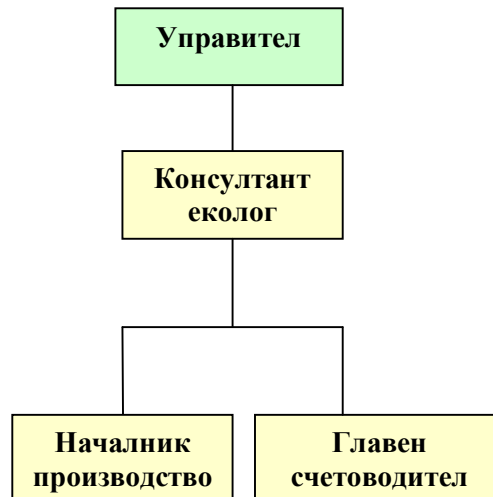 Управител
Консултант
еколог
Началник
производство
Главен
счетоводител